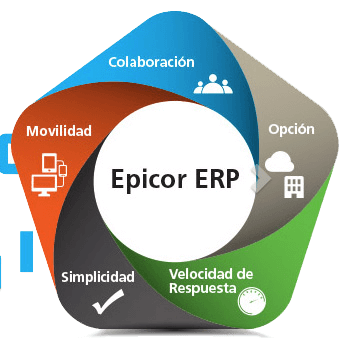 Colaboración
Opción
Movilidad
Epicor ERP
Simplicidad
Velocidad de
Respuesta